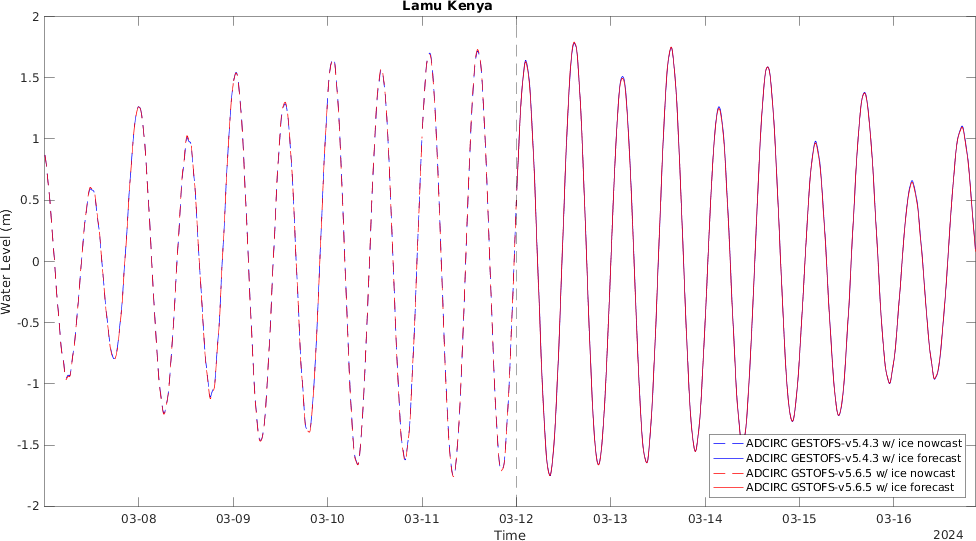 Lamu Kenya
2
1.5
1
0.5
0
-0.5
-1
-1.5
-2
Water Level (m)
ADCIRC GESTOFS-v5.4.3 w/ ice nowcast
ADCIRC GESTOFS-v5.4.3 w/ ice forecast
ADCIRC GSTOFS-v5.6.5 w/ ice nowcast
ADCIRC GSTOFS-v5.6.5 w/ ice forecast
03-08 03-09 03-10 03-11 03-12 03-13 03-14 03-15 03-16
Time
2024